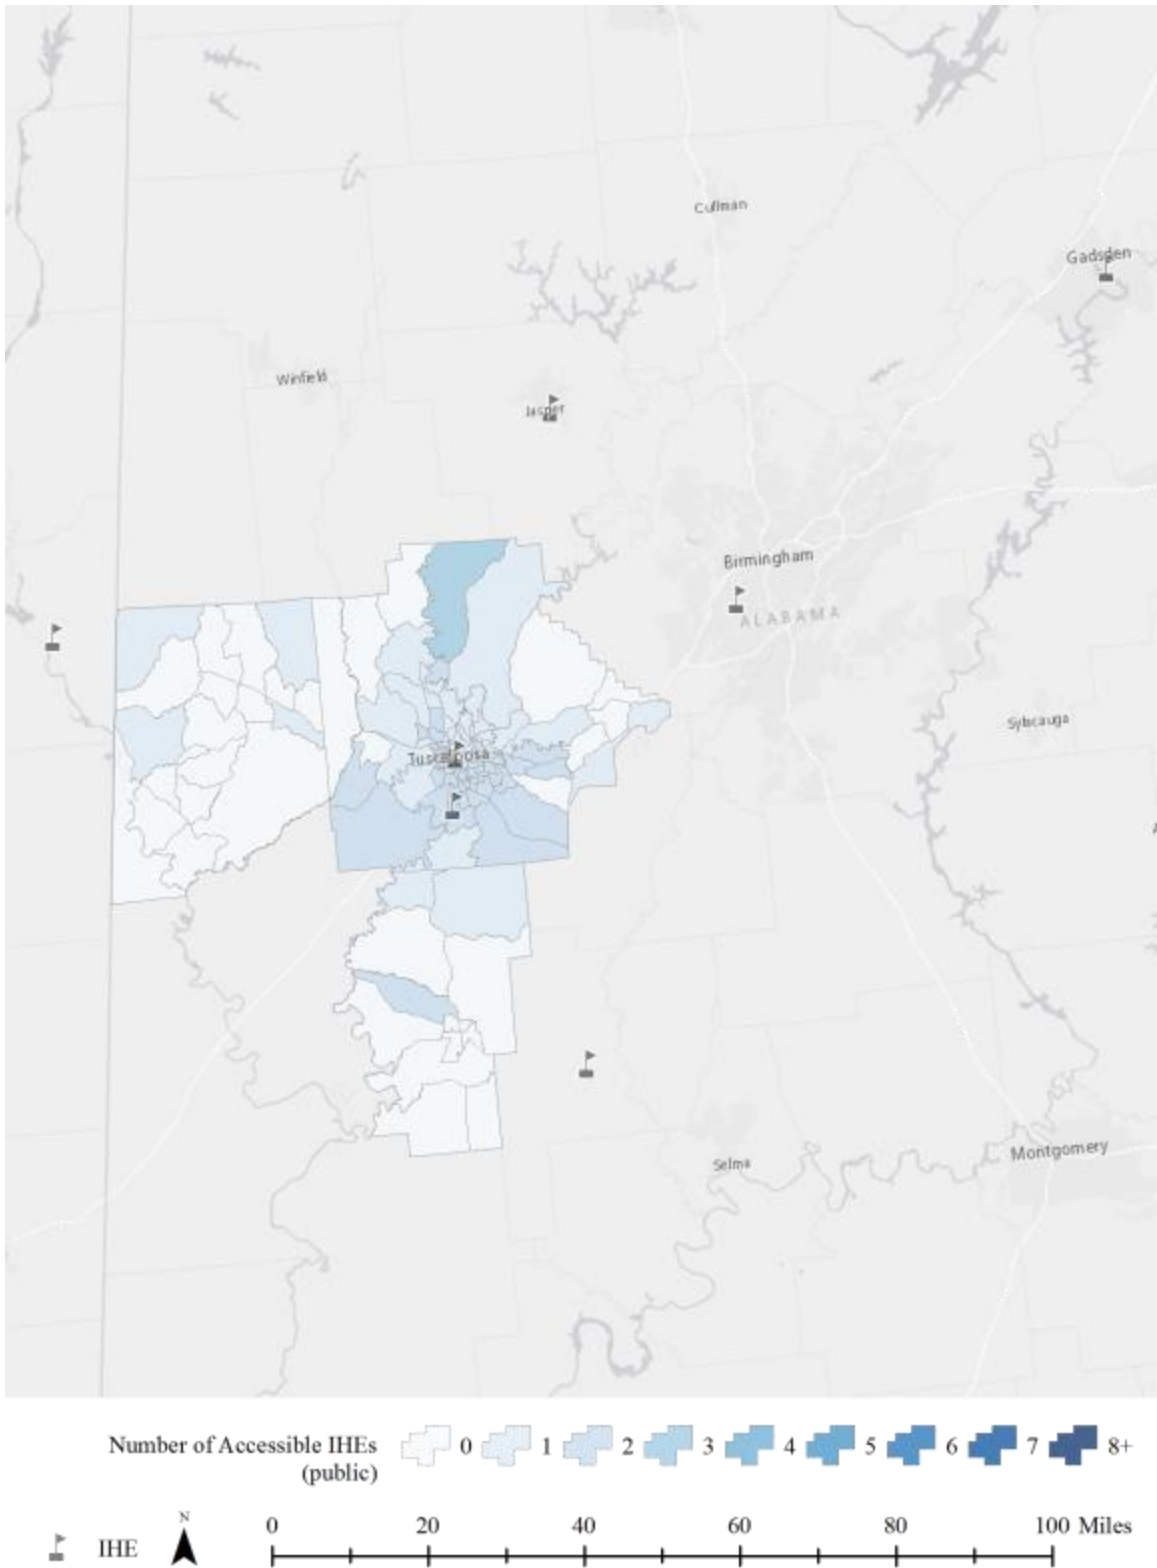 Cullman
Gadsden
Winfield
Jasper
Birmingham
ALABAMA
Sylacauga
Tuscaloosa
A
Selma
Montgomery
Number of Accessible IHEs 0 1 2 3 4 5 6 7 8+
(public)
N
IHE 0 20 40 60 80 100 Miles